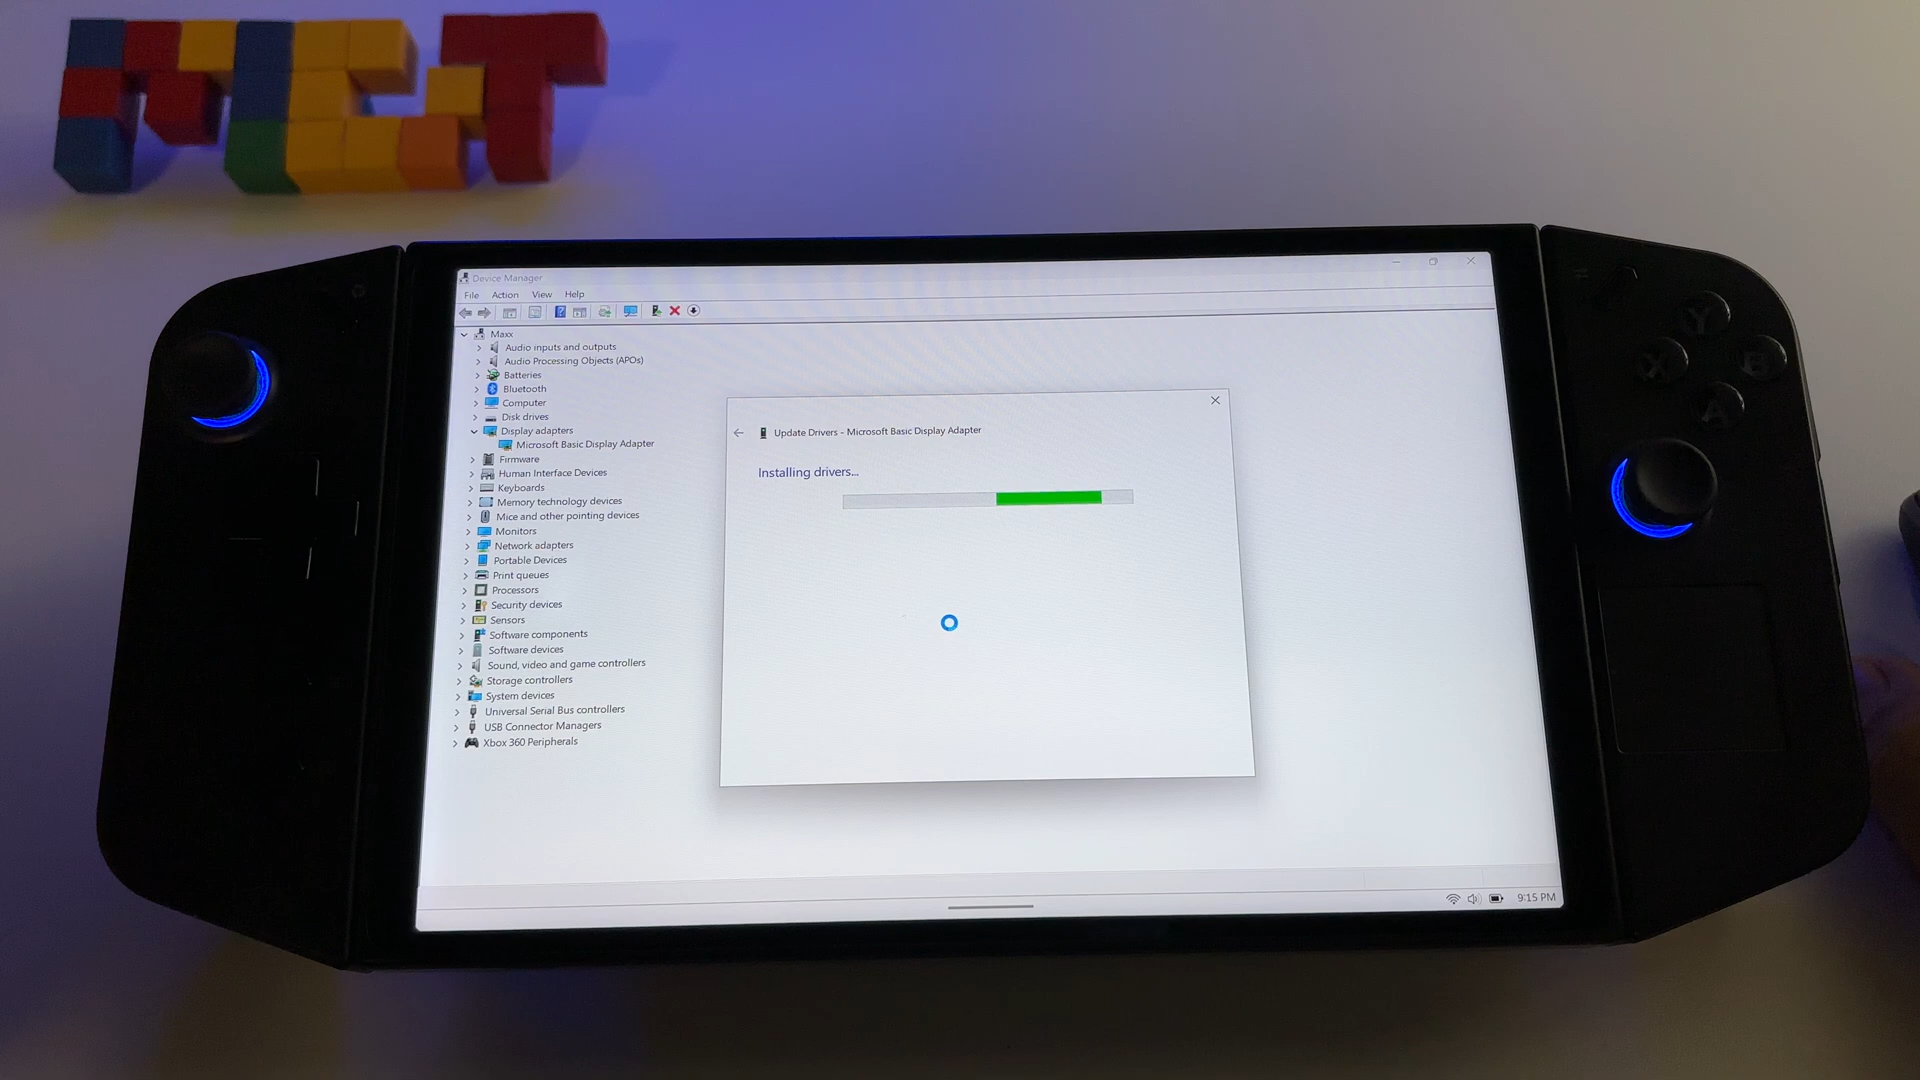 MGT
Device Manager
File Action View Help
Maxx
Audio inputs and outputs
Audio Processing Objects (APOs)
Batteries
Bluetooth
Computer
Disk drives
Display adapters
Microsoft Basic Display Adapter
Firmware
Human Interface Devices
Keyboards
Memory technology devices
Mice and other pointing devices
Monitors
Network adapters
Portable Devices
Print queues
Processors
Security devices
Sensors
Software components
Software devices
Sound, video and game controllers
Storage controllers
System devices
Universal Serial Bus controllers
USB Connector Managers
Xbox 360 Peripherals
Update Drivers - Microsoft Basic Display Adapter
Installing drivers...
9:15 PM
Y
X
B
A